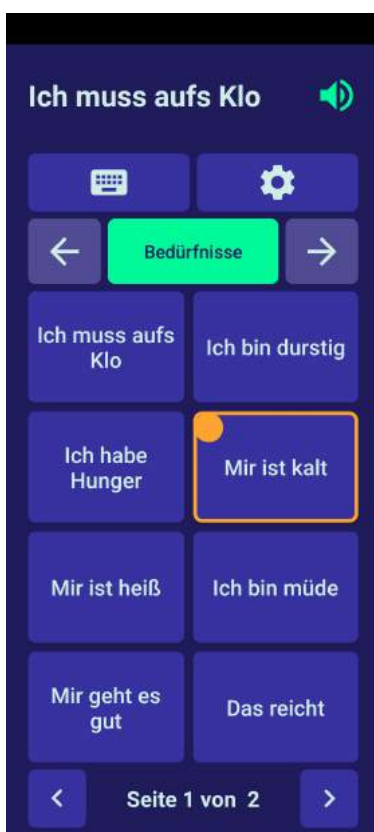 Ich muss aufs Klo
Bedürfnisse
Ich muss aufs
Klo
Ich bin durstig
Ich habe
Hunger
Mir ist kalt
Mir ist heiß
Ich bin müde
Mir geht es
gut
Das reicht
Seite 1 von 2